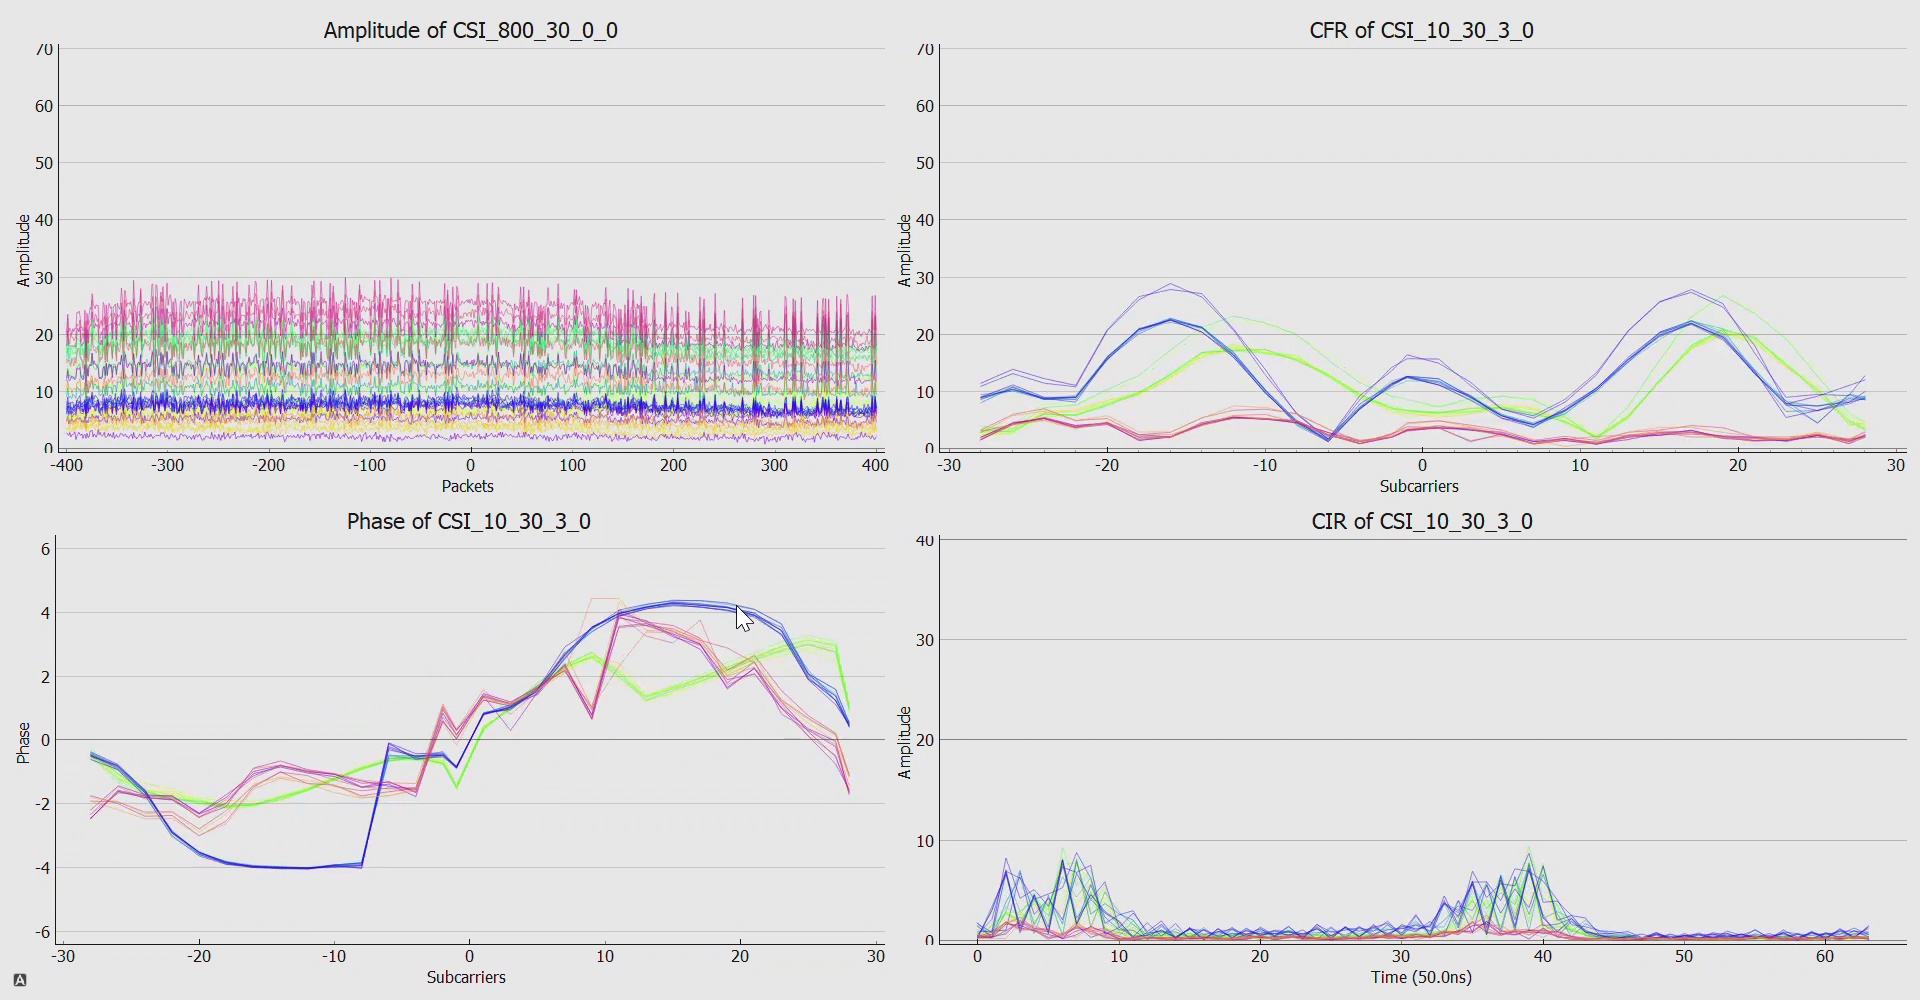 Amplitude of CSI_800_30_0_0
70
60
50
40
30
20
10
0
Amplitude
-400 -300 -200 -100 0 100 200 300 400
Packets
CFR of CSI_10_30_3_0
70
60
50
40
30
20
10
0
Amplitude
-30 -20 -10 0 10 20 30
Subcarriers
Phase of CSI_10_30_3_0
6
4
2
0
-2
-4
-6
Phase
-30 -20 -10 0 10 20 30
Subcarriers
A
CIR of CSI_10_30_3_0
40
30
20
10
0
Amplitude
0 10 20 30 40 50 60
Time (50.0ns)